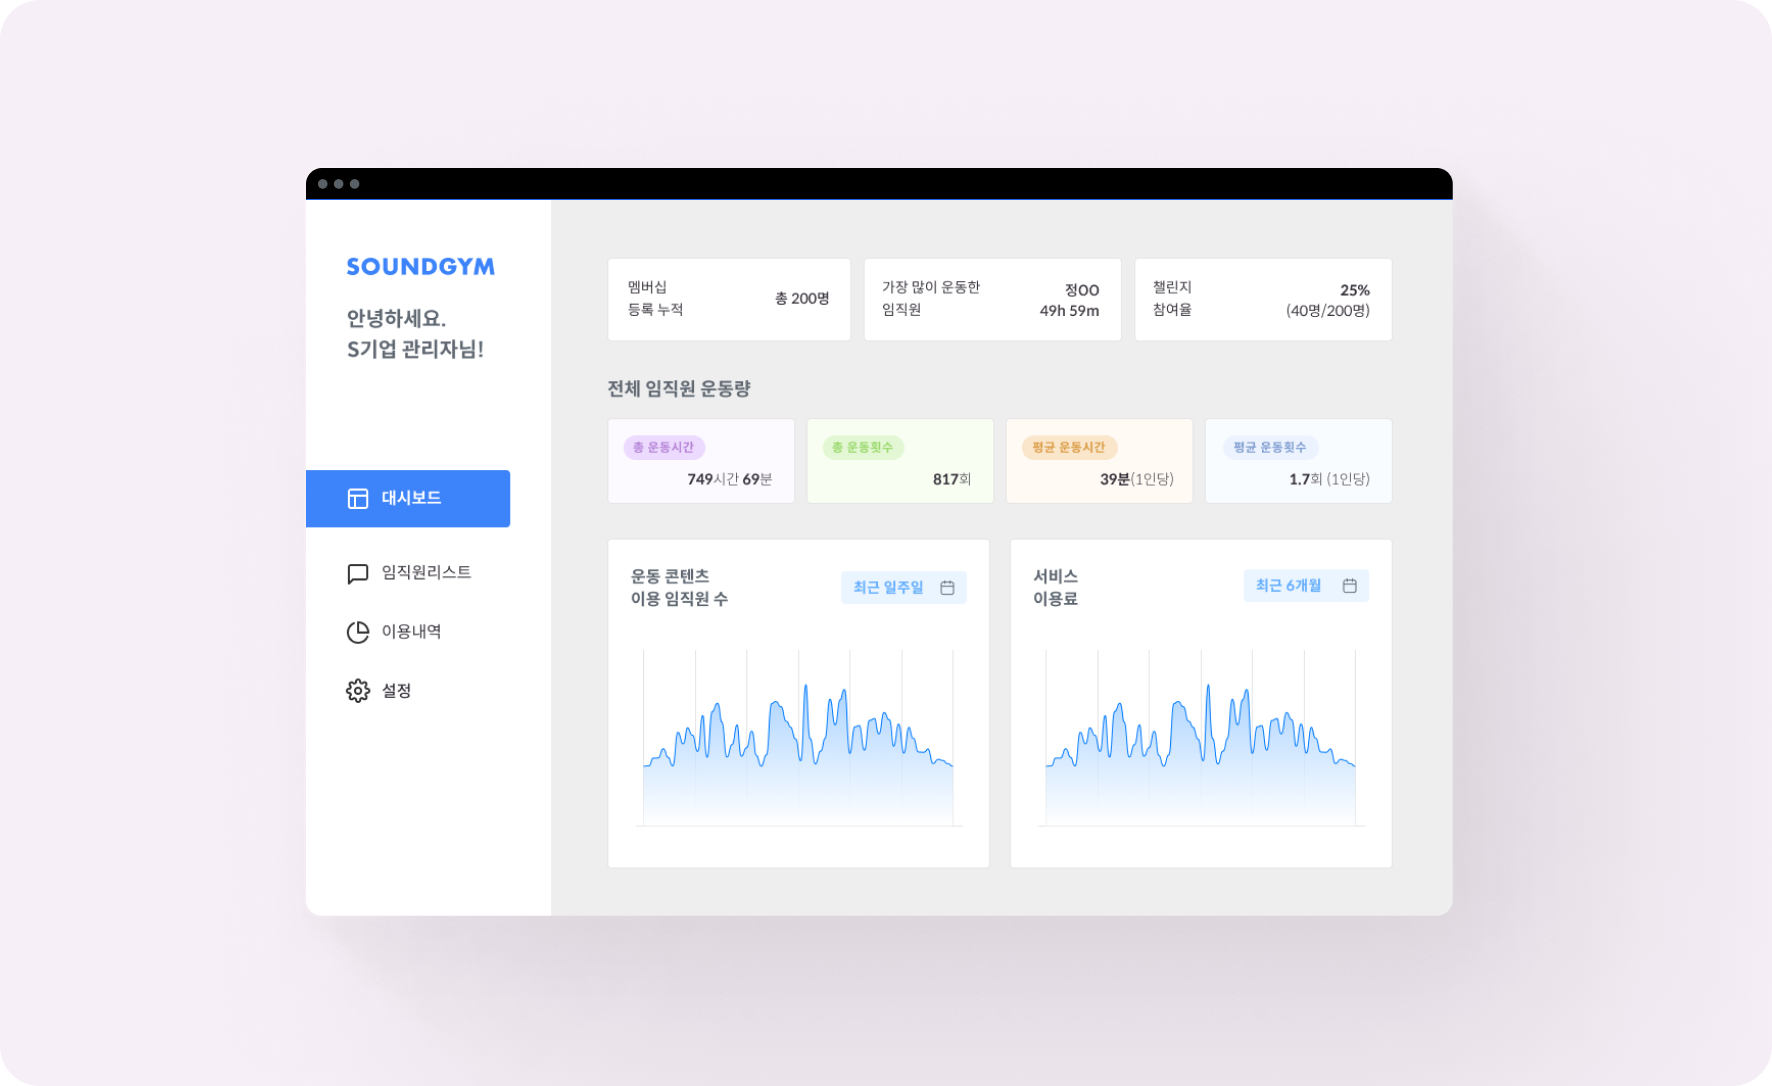 SOUNDGYM
안녕하세요.
S기업 관리자님!
대시보드
임직원리스트
이용내역
설정
멤버십
등록 누적
총 200명
가장 많이 운동한
임직원
정OO
49h 59m
챌린지
참여율
25%
(40명/200명)
전체 임직원 운동량
총 운동시간
749시간 69분
총 운동횟수
817회
평균 운동시간
39분(1인당)
평균 운동횟수
1.7회 (1인당)
운동 콘텐츠
이용 임직원 수
최근 일주일
서비스
이용료
최근 6개월